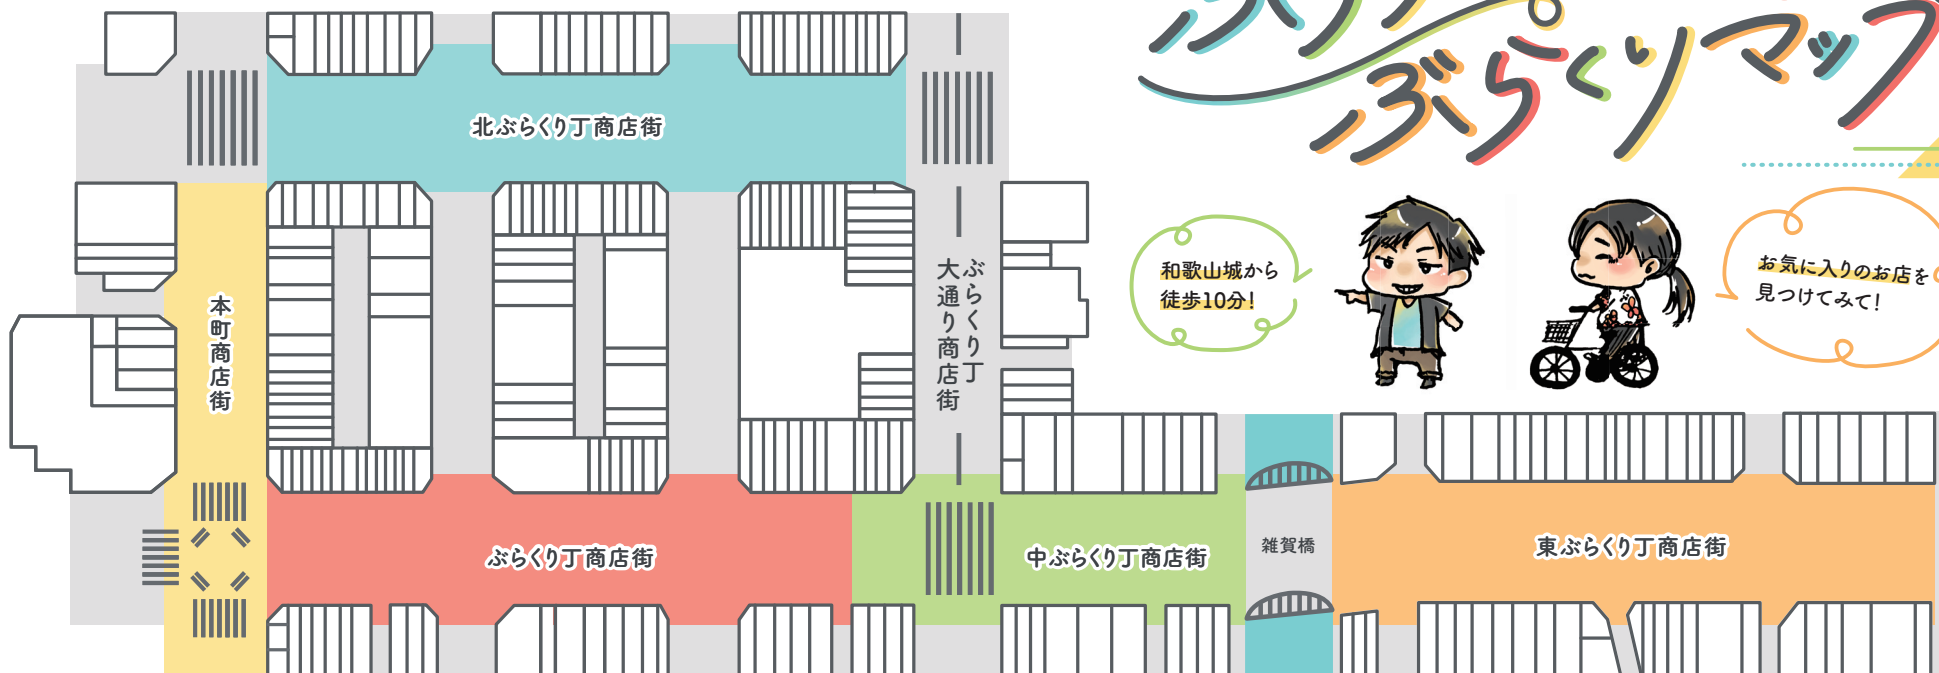 ぶらくりマップ
北ぶらくり丁商店街
和歌山城から
徒歩10分!
お気に入りのお店を
見つけてみて!
本町商店街
ぶらくり丁
大通り商店街
ぶらくり丁商店街
中ぶらくり丁商店街
雑賀橋
東ぶらくり丁商店街